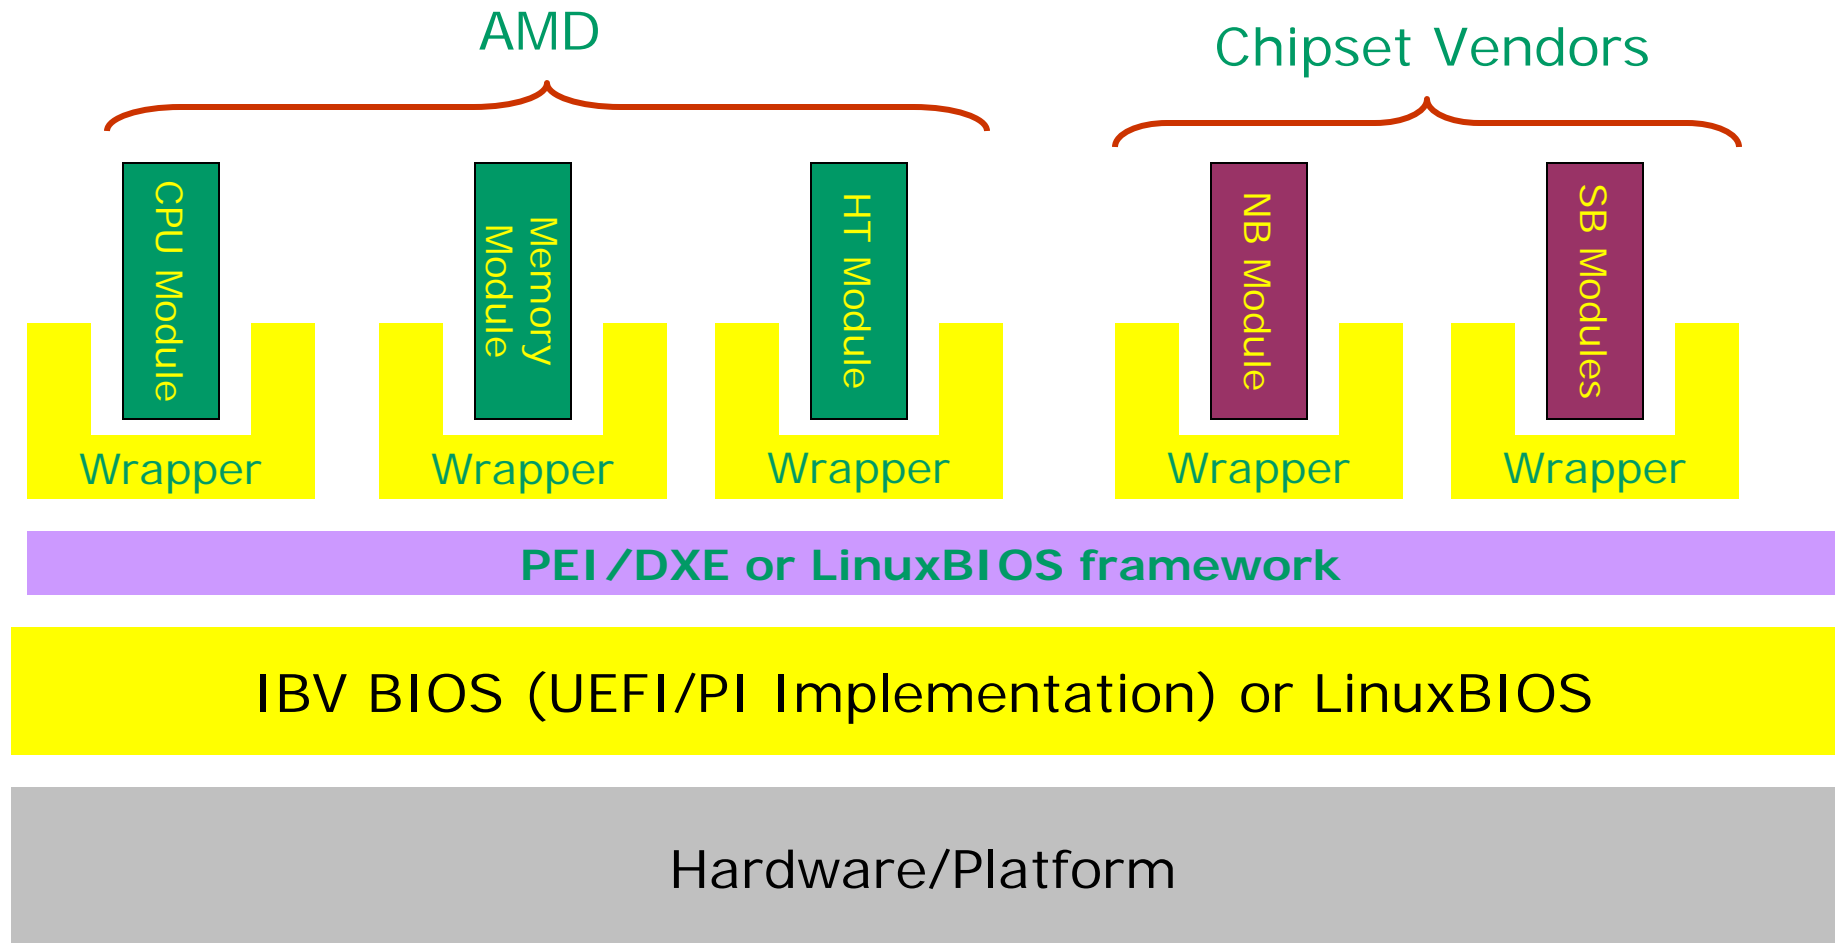 AMD
Chipset Vendors
CPU Module
Memory
Module
HT Module
NB Module
SB Modules
Wrapper
Wrapper
Wrapper
Wrapper
Wrapper
PEI/DXE or LinuxBIOS framework
IBV BIOS (UEFI/PI Implementation) or LinuxBIOS
Hardware/Platform